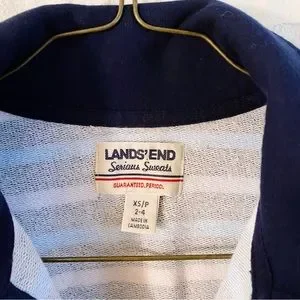 LANDS' END
Serious Sweats
GUARANTEED. PERIOD.
XS/P
2-4
MADE IN
CAMBODIA